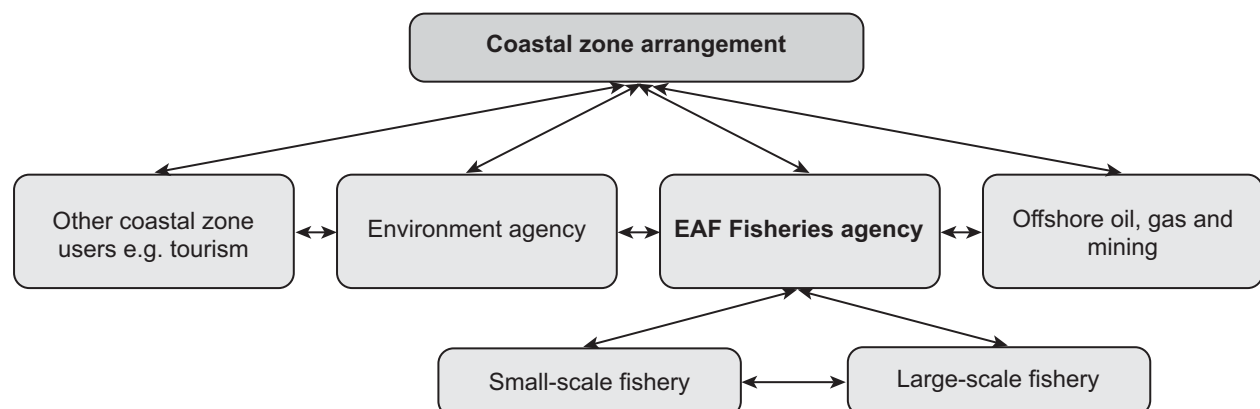 Coastal zone arrangement
Other coastal zone
users e.g. tourism
Environment agency
EAF Fisheries agency
Offshore oil, gas and
mining
Small-scale fishery
Large-scale fishery